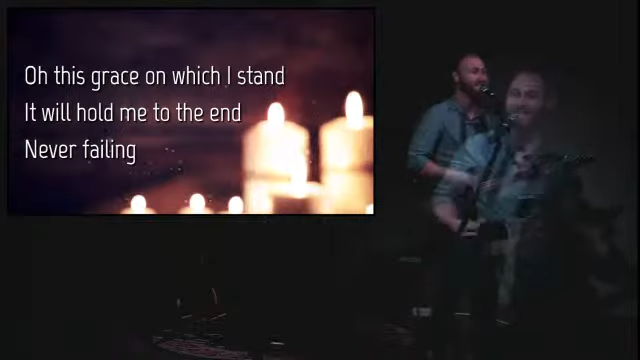 Oh this grace on which I stand
It will hold me to the end
Never failing